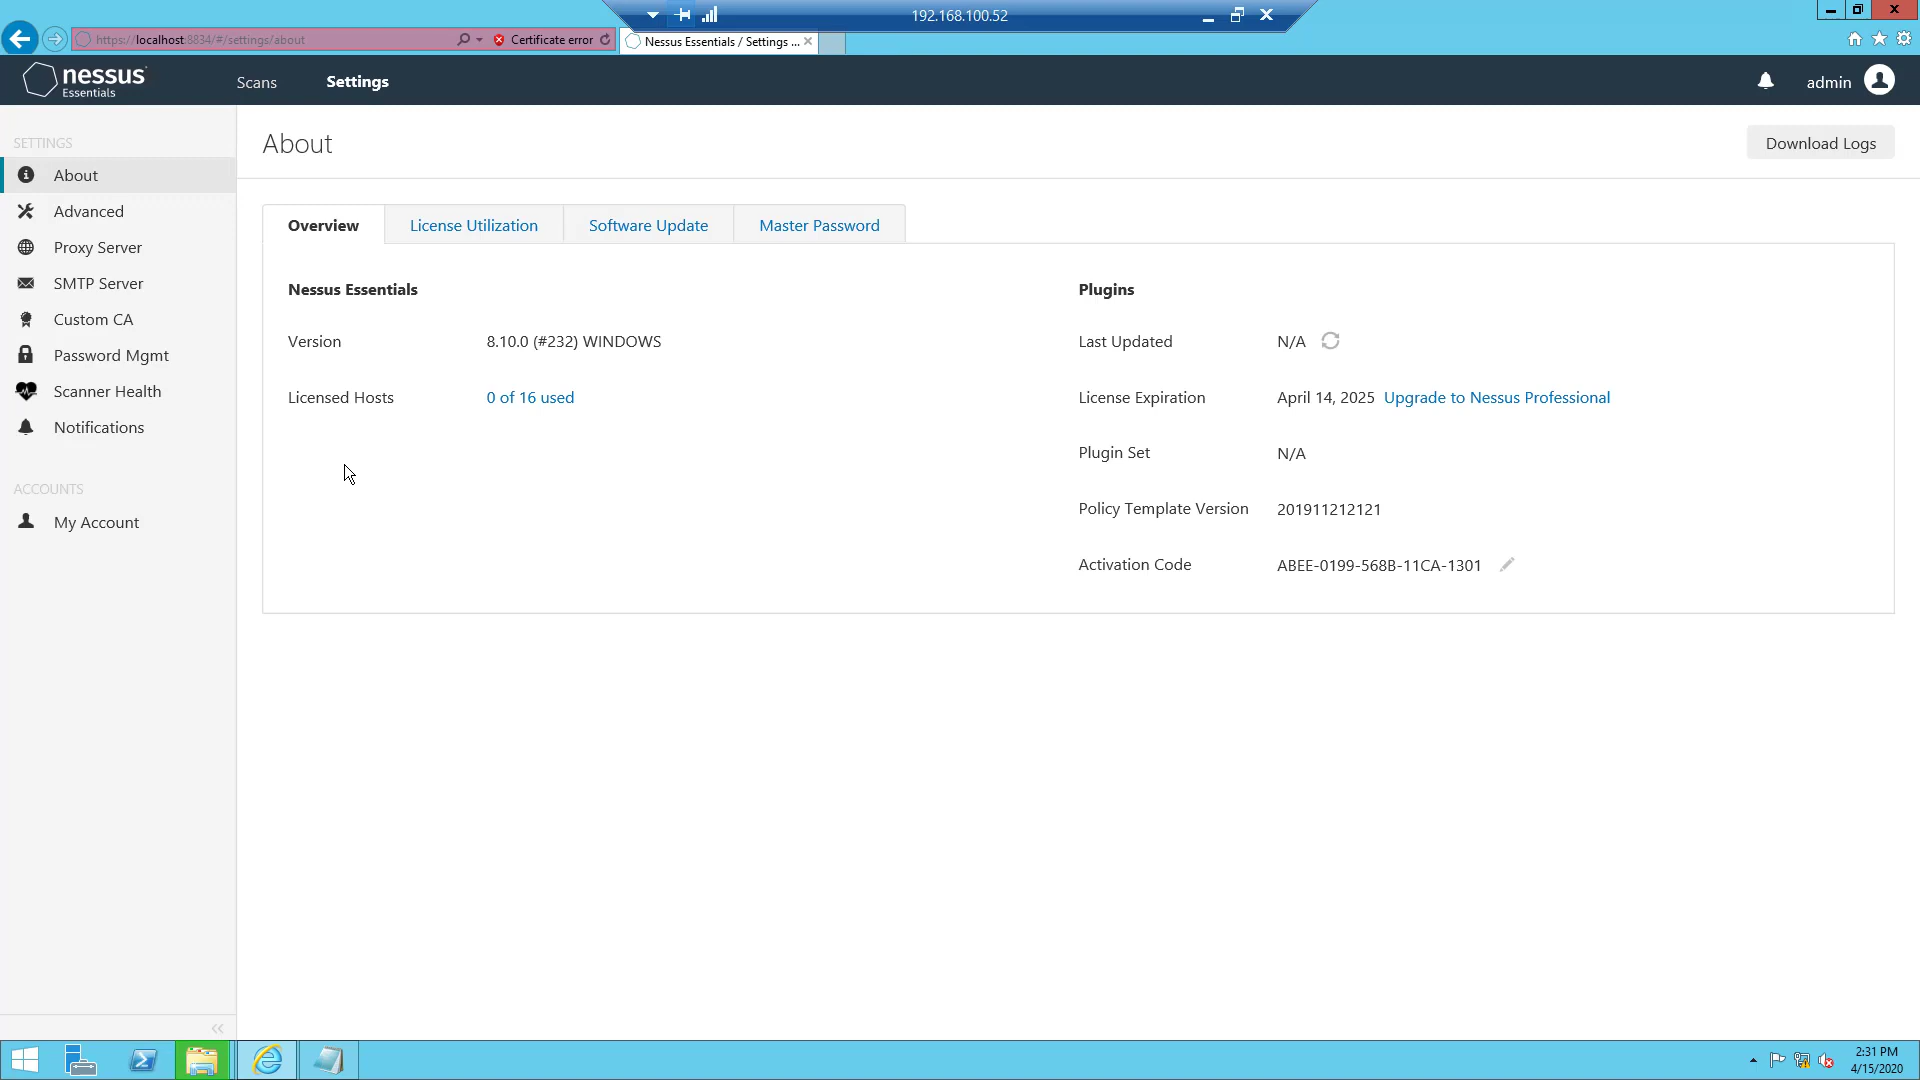 192.168.100.52
https://localhost:8834/#/settings/about
Certificate error
Nessus Essentials / Settings ...
nessus
Essentials
Scans
Settings
admin
SETTINGS
About
Advanced
Proxy Server
SMTP Server
Custom CA
Password Mgmt
Scanner Health
Notifications
ACCOUNTS
My Account
About
Download Logs
Overview
License Utilization
Software Update
Master Password
Nessus Essentials
Version 8.10.0 (#232) WINDOWS
Licensed Hosts 0 of 16 used
Plugins
Last Updated N/A
License Expiration April 14, 2025 Upgrade to Nessus Professional
Plugin Set N/A
Policy Template Version 201911212121
Activation Code ABEE-0199-568B-11CA-1301
2:31 PM
4/15/2020